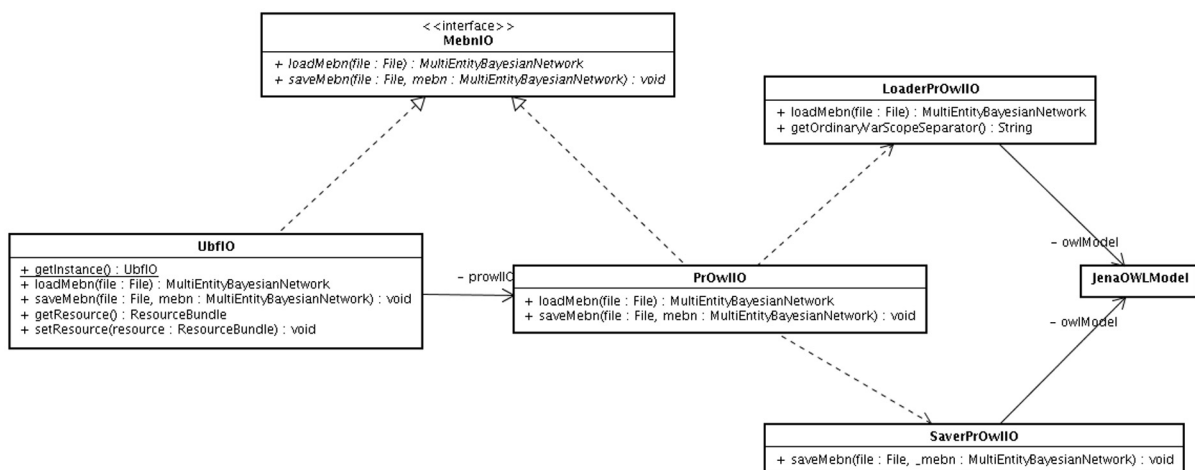 <<interface>>
MebnIO
+ loadMebn(file : File) : MultiEntityBayesianNetwork
+ saveMebn(file : File, mebn : MultiEntityBayesianNetwork) : void
LoaderPrOwlIO
+ loadMebn(file : File) : MultiEntityBayesianNetwork
+ getOrdinaryVarScopeSeparator() : String
UbfIO
+ getInstance() : UbfIO
+ loadMebn(file : File) : MultiEntityBayesianNetwork
+ saveMebn(file : File, mebn : MultiEntityBayesianNetwork) : void
+ getResource() : ResourceBundle
+ setResource(resource : ResourceBundle) : void
- prowlIO
PrOwlIO
+ loadMebn(file : File) : MultiEntityBayesianNetwork
+ saveMebn(file : File, mebn : MultiEntityBayesianNetwork) : void
- owlModel
JenaOWLModel
- owlModel
SaverPrOwlIO
+ saveMebn(file : File, _mebn : MultiEntityBayesianNetwork) : void